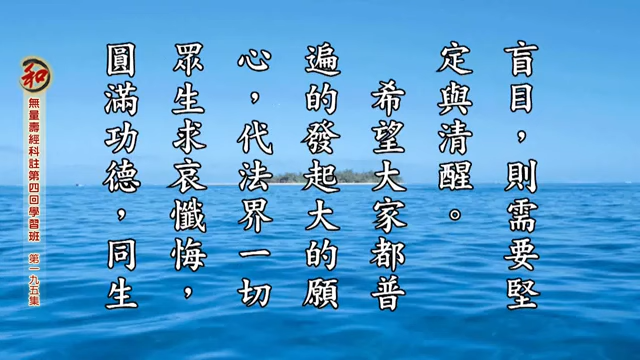 盲目，則需要堅
定與清醒。
希望大家都普
遍的發起大的願
心，代法界一切
眾生求哀懺悔，
圓滿功德，同生
和
無量壽經科註第四回學習班 第一九五集